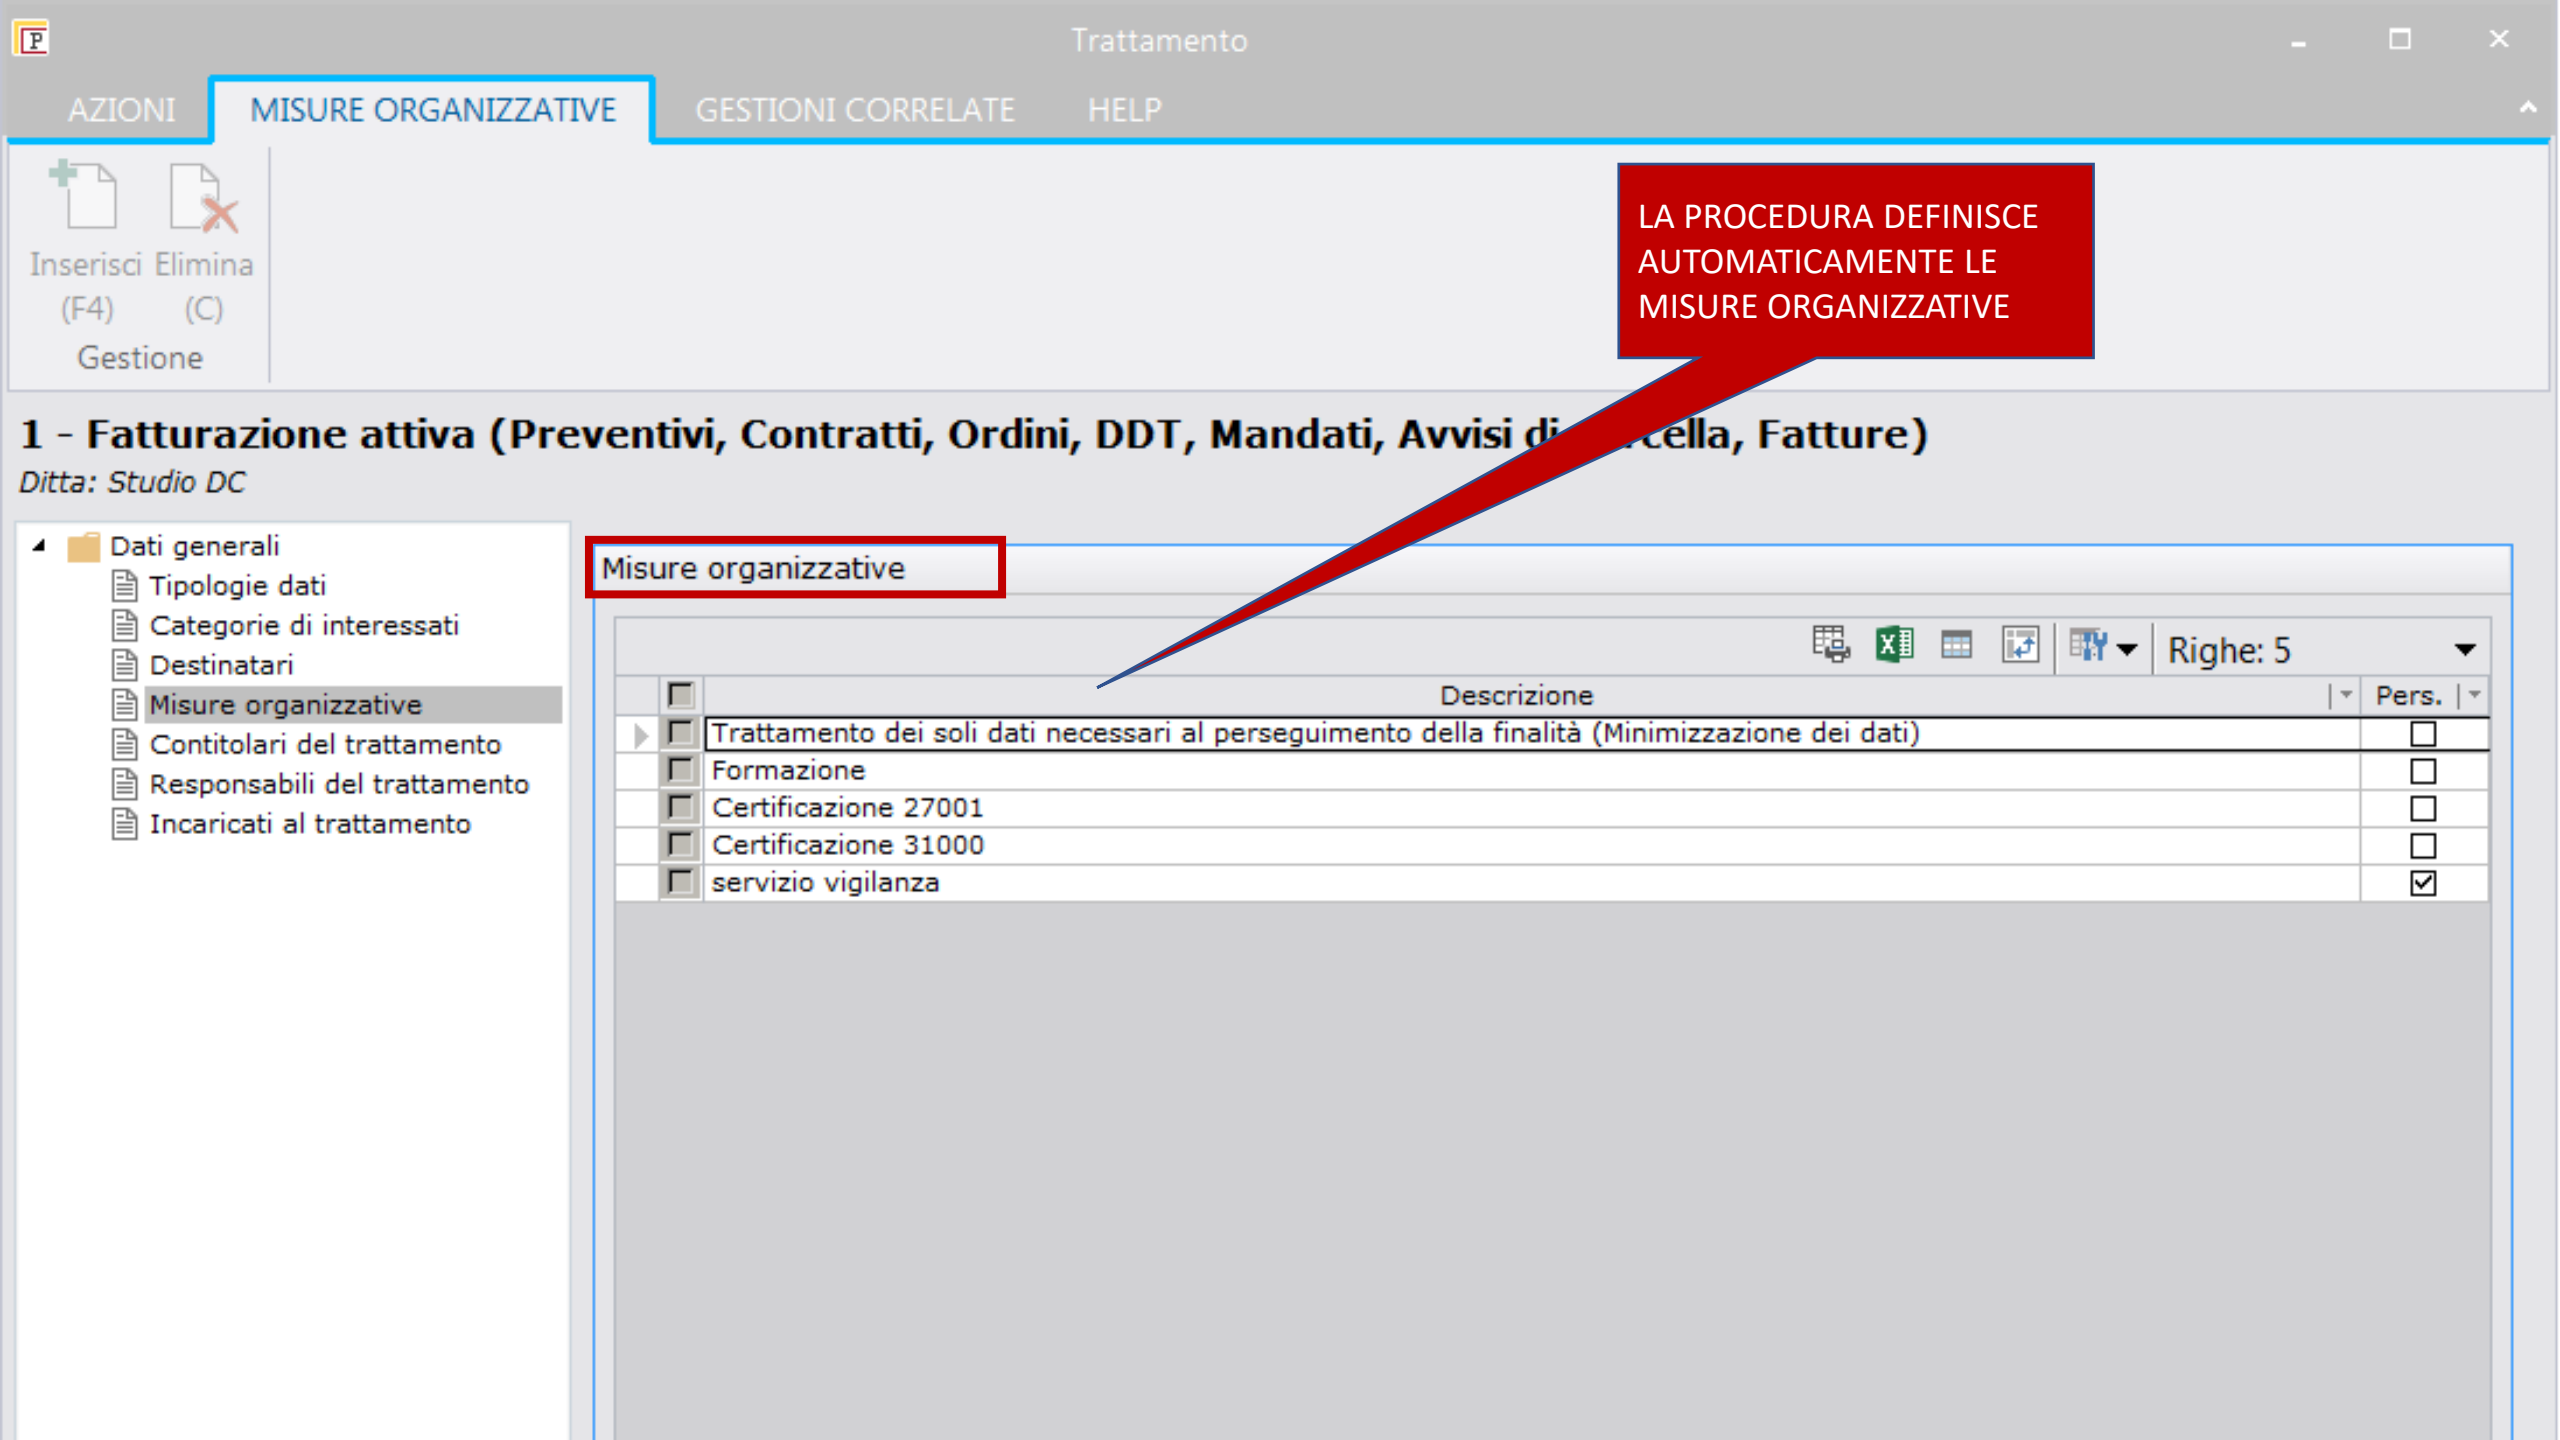 P
Trattamento
AZIONI MISURE ORGANIZZATIVE GESTIONI CORRELATE HELP
Inserisci Elimina
(F4) (C)
Gestione
LA PROCEDURA DEFINISCE
AUTOMATICAMENTE LE
MISURE ORGANIZZATIVE
1 - Fatturazione attiva (Preventivi, Contratti, Ordini, DDT, Mandati, Avvisi di cella, Fatture)
Ditta: Studio DC
Dati generali
Tipologie dati
Categorie di interessati
Destinatari
Misure organizzative
Contitolari del trattamento
Responsabili del trattamento
Incaricati al trattamento
Misure organizzative
Righe: 5
Descrizione Pers.
Trattamento dei soli dati necessari al perseguimento della finalità (Minimizzazione dei dati)
Formazione
Certificazione 27001
Certificazione 31000
servizio vigilanza